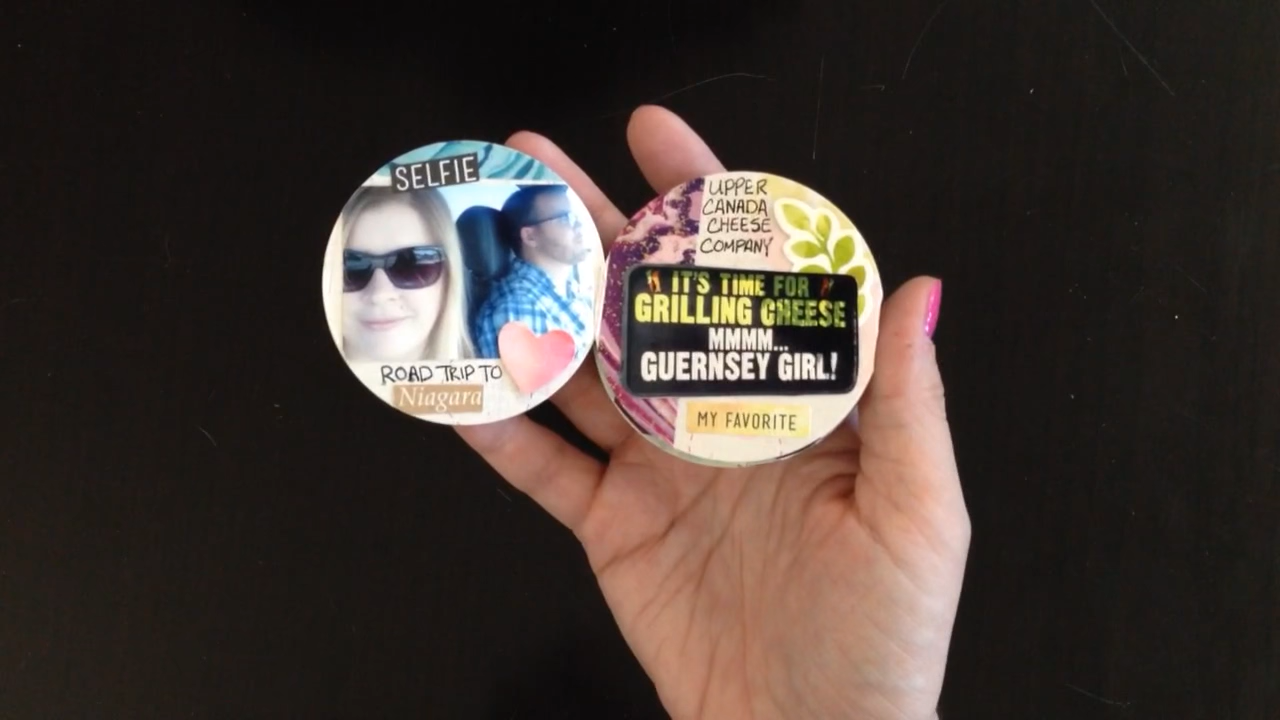 SELFIE
ROAD TRIP TO
Niagara
UPPER
CANADA
CHEESE
COMPANY
IT'S TIME FOR
GRILLING CHEESE
MMMM...
GUERNSEY GIRL!
MY FAVORITE